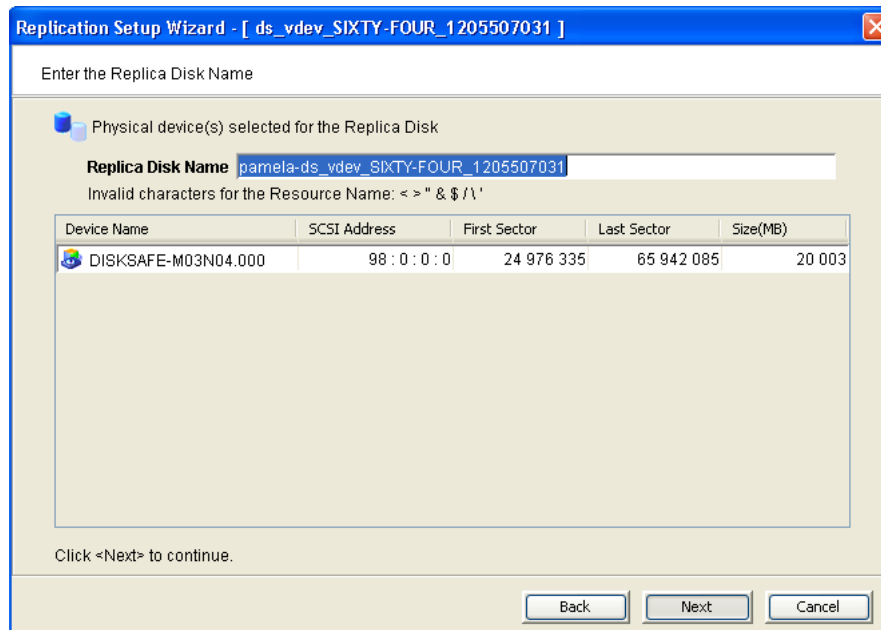 Replication Setup Wizard - [ ds_vdev_SIXTY-FOUR_1205507031 ]
Enter the Replica Disk Name
Physical device(s) selected for the Replica Disk
Replica Disk Name pamela-ds_vdev_SIXTY-FOUR_1205507031
Invalid characters for the Resource Name: < > " & $ / \ '
Device Name SCSI Address First Sector Last Sector Size(MB)
DISKSAFE-M03N04.000 98 : 0 : 0 : 0 24 976 335 65 942 085 20 003
Click <Next> to continue.
Back Next Cancel